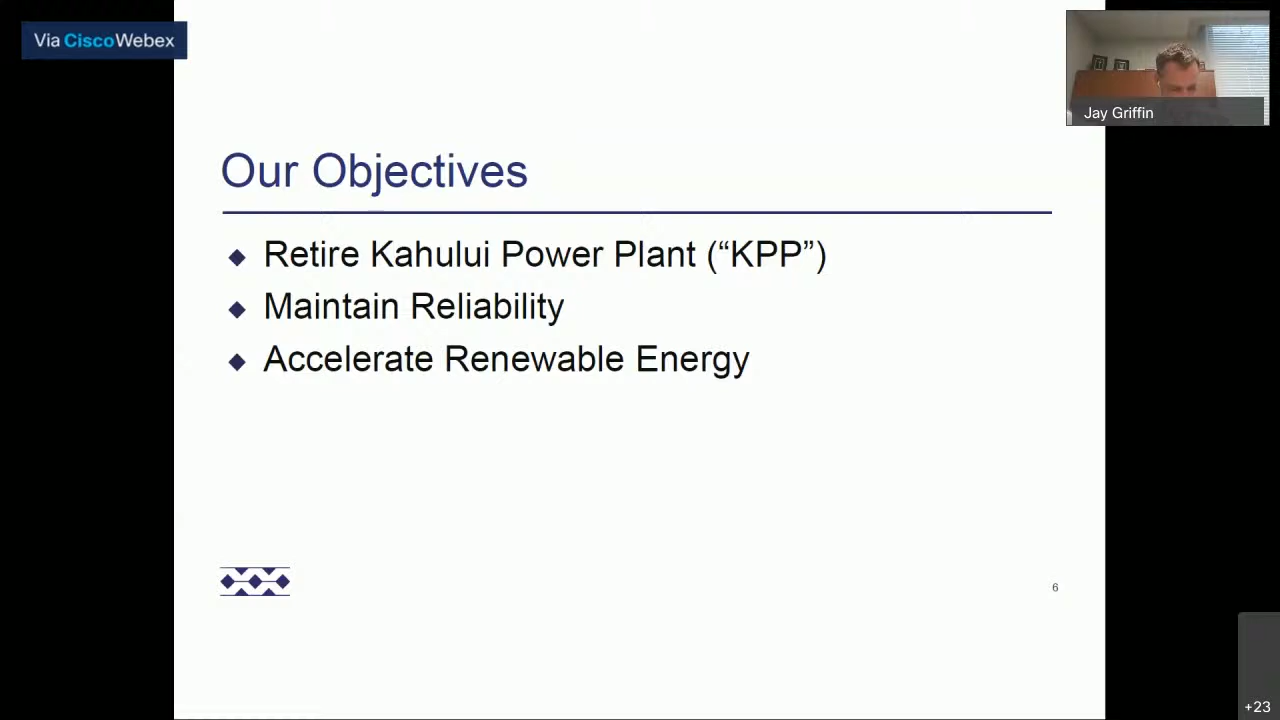 Via CiscoWebex
Jay Griffin
Our Objectives
Retire Kahului Power Plant (“KPP”)
Maintain Reliability
Accelerate Renewable Energy
6
+23